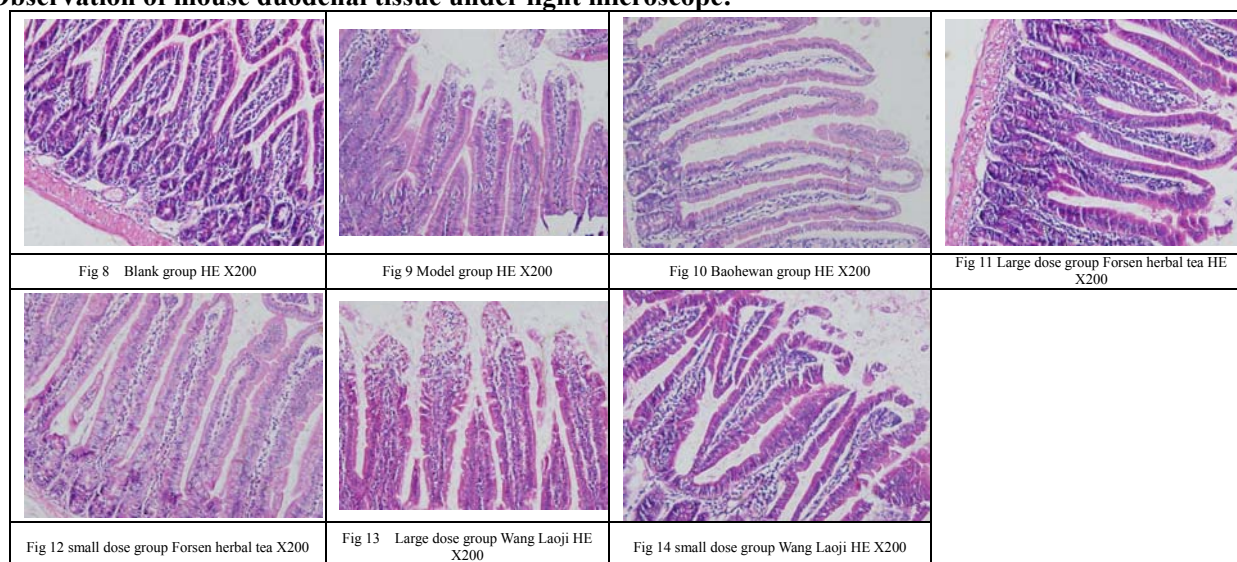 Observation of mouse duodenal tissue under light microscope:
Fig 8 Blank group HE X200
Fig 9 Model group HE X200
Fig 10 Baohewan group HE X200
Fig 11 Large dose group Forsen herbal tea HE
X200
Fig 12 small dose group Forsen herbal tea X200
Fig 13 Large dose group Wang Laoji HE
X200
Fig 14 small dose group Wang Laoji HE X200